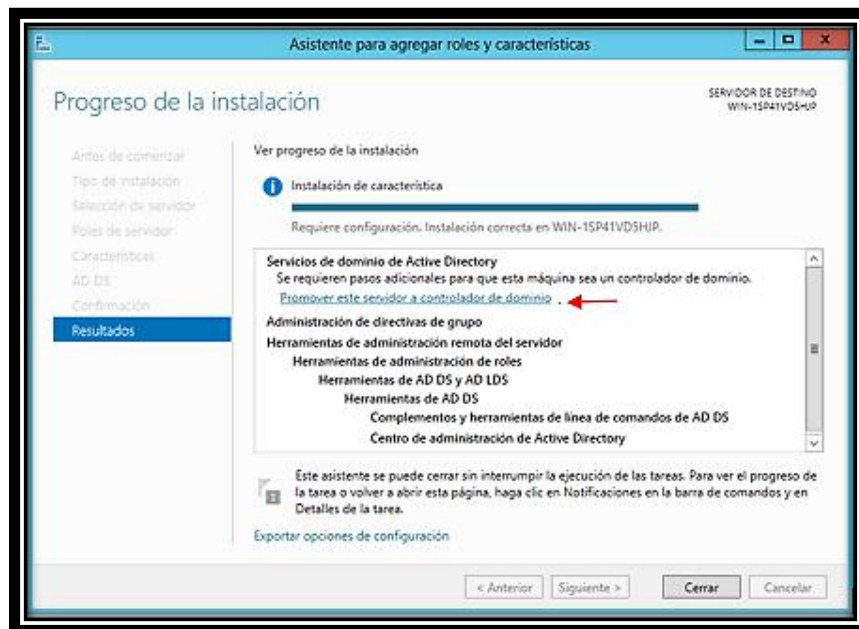 Asistente para agregar roles y características
Progreso de la instalación
SERVIDOR DE DESTINO
WIN-1SP41VD5HJP
Antes de comenzar
Tipo de instalación
Selección de servidor
Roles de servidor
Características
AD DS
Confirmación
Resultados
Ver progreso de la instalación
Instalación de característica
Requiere configuración. Instalación correcta en WIN-1SP41VD5HJP.
Servicios de dominio de Active Directory
Se requieren pasos adicionales para que esta máquina sea un controlador de dominio.
Promover este servidor a controlador de dominio .
Administración de directivas de grupo
Herramientas de administración remota del servidor
Herramientas de administración de roles
Herramientas de AD DS y AD LDS
Herramientas de AD DS
Complementos y herramientas de línea de comandos de AD DS
Centro de administración de Active Directory
1
Este asistente se puede cerrar sin interrumpir la ejecución de las tareas. Para ver el progreso de
la tarea o volver a abrir esta página, haga clic en Notificaciones en la barra de comandos y en
Detalles de la tarea.
Exportar opciones de configuración
< Anterior
Siguiente >
Cerrar
Cancelar